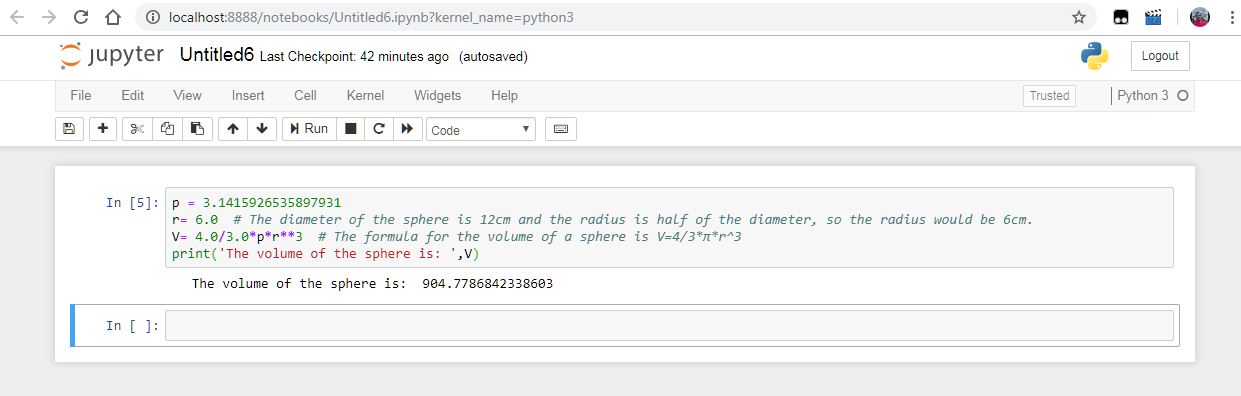 localhost:8888/notebooks/Untitled6.ipynb?kernel_name=python3
jupyter Untitled6 Last Checkpoint: 42 minutes ago (autosaved) Logout
File Edit View Insert Cell Kernel Widgets Help Trusted Python 3
Run Code
In [5]: p = 3.1415926535897931
r= 6.0  # The diameter of the sphere is 12cm and the radius is half of the diameter, so the radius would be 6cm.
V= 4.0/3.0*p*r**3  # The formula for the volume of a sphere is V=4/3*π*r^3
print('The volume of the sphere is: ',V)
The volume of the sphere is:  904.7786842338603
In [ ]: